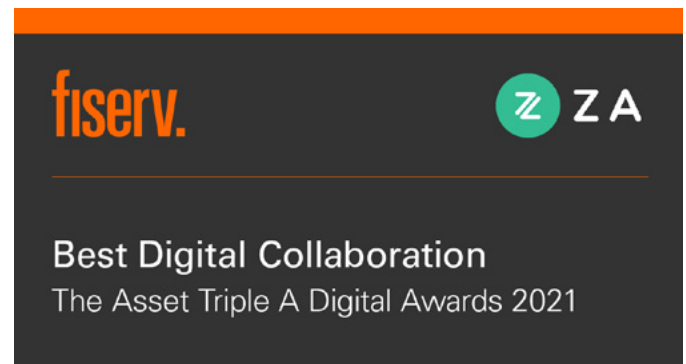 fiserv.
Z ZA
Best Digital Collaboration
The Asset Triple A Digital Awards 2021